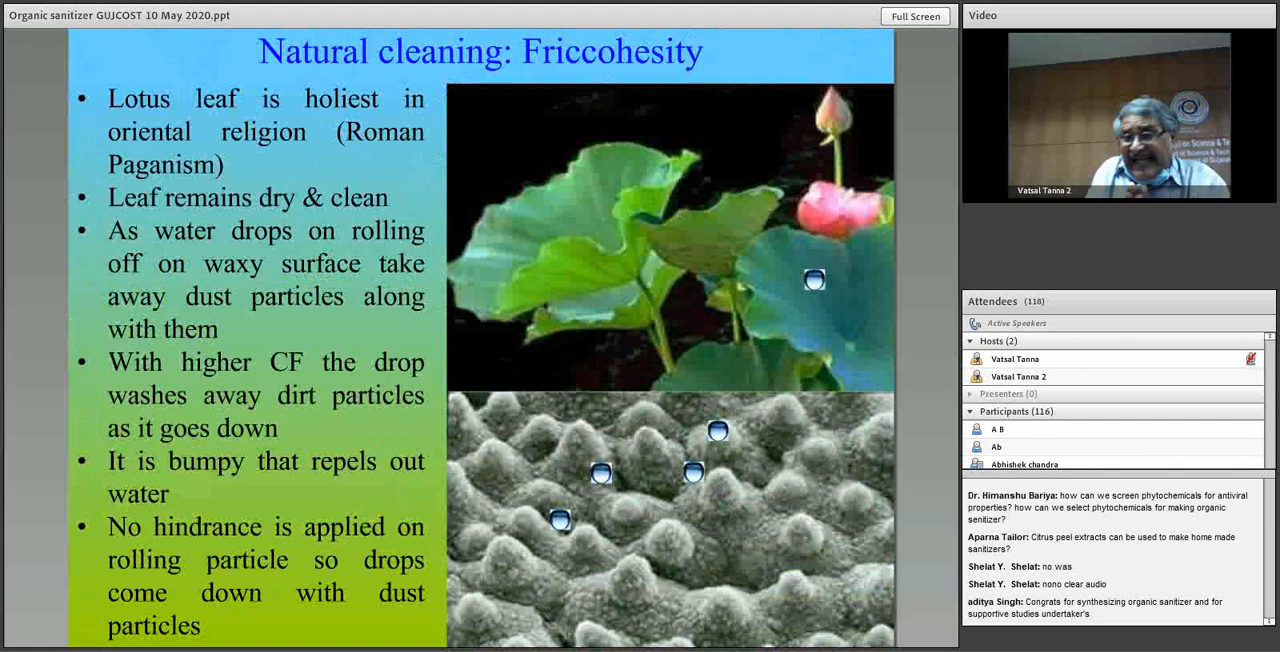 Organic sanitizer GUJCOST 10 May 2020.ppt
Full Screen
Natural cleaning: Friccohesity
• Lotus leaf is holiest in
oriental religion (Roman
Paganism)
• Leaf remains dry & clean
• As water drops on rolling
off on waxy surface take
away dust particles along
with them
• With higher CF the drop
washes away dirt particles
as it goes down
• It is bumpy that repels out
water
• No hindrance is applied on
rolling particle so drops
come down with dust
particles
Video
Vatsal Tanna 2
Attendees (118)
Active Speakers
Hosts (2)
Vatsal Tanna
Vatsal Tanna 2
Presenters (0)
Participants (116)
A B
Ab
Abhishek chandra
Dr. Himanshu Bariya: how can we screen phytochemicals for antiviral
properties? how can we select phytochemicals for making organic
senitizer?
Aparna Tailor: Citrus peel extracts can be used to make home made
sanitizers?
Shelat Y. Shelat: no was
Shelat Y. Shelat: nono clear audio
aditya Singh: Congrats for synthesizing organic sanitizer and for
supportive studies undertaker's